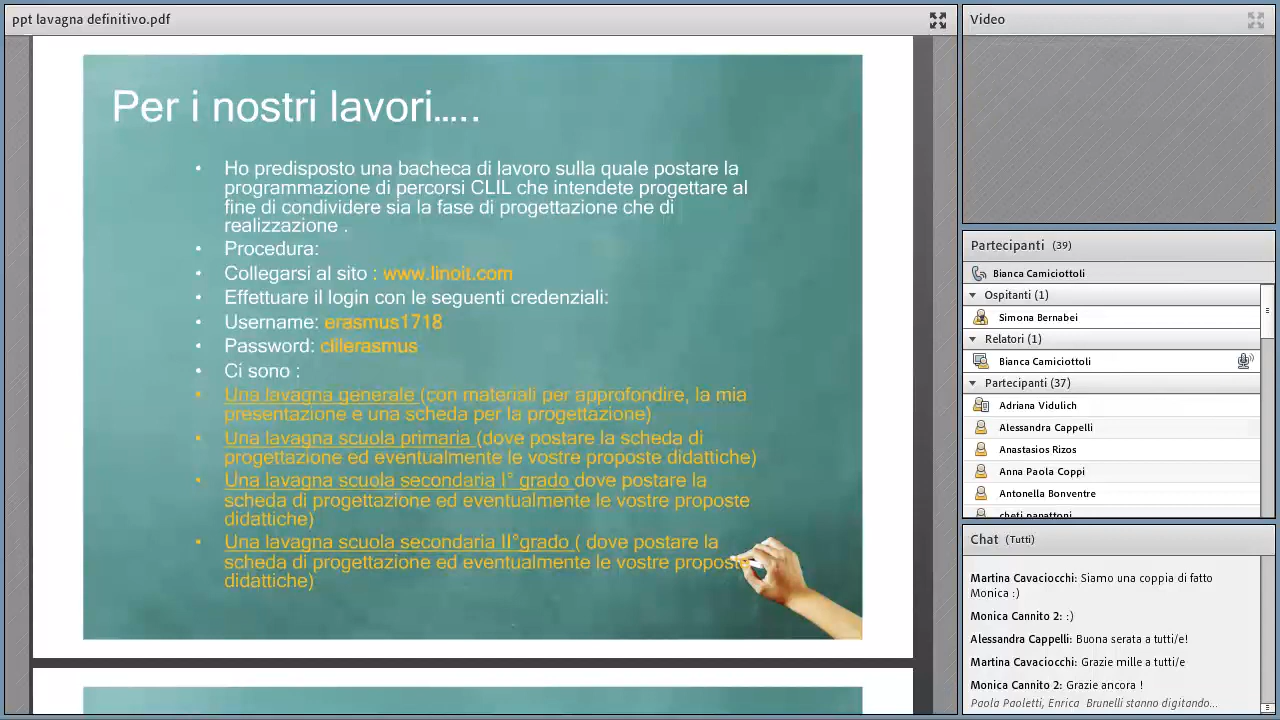 ppt lavagna definitivo.pdf
Per i nostri lavori.....
• Ho predisposto una bacheca di lavoro sulla quale postare la
programmazione di percorsi CLIL che intendete progettare al
fine di condividere sia la fase di progettazione che di
realizzazione .
• Procedura:
• Collegarsi al sito : www.linoit.com
• Effettuare il login con le seguenti credenziali:
• Username: erasmus1718
• Password: clilerasmus
• Ci sono :
• Una lavagna generale (con materiali per approfondire, la mia
presentazione e una scheda per la progettazione)
• Una lavagna scuola primaria (dove postare la scheda di
progettazione ed eventualmente le vostre proposte didattiche)
• Una lavagna scuola secondaria I° grado dove postare la
scheda di progettazione ed eventualmente le vostre proposte
didattiche)
• Una lavagna scuola secondaria II°grado ( dove postare la
scheda di progettazione ed eventualmente le vostre proposte
didattiche)
Video
Partecipanti (39)
Bianca Camiciottoli
Ospitanti (1)
Simona Bernabei
Relatori (1)
Bianca Camiciottoli
Partecipanti (37)
Adriana Vidulich
Alessandra Cappelli
Anastasios Rizos
Anna Paola Coppi
Antonella Bonventre
cheti panattoni
Chat (Tutti)
Martina Cavaciocchi: Siamo una coppia di fatto
Monica :)
Monica Cannito 2: :)
Alessandra Cappelli: Buona serata a tutti/e!
Martina Cavaciocchi: Grazie mille a tutti/e
Monica Cannito 2: Grazie ancora !
Paola Paoletti, Enrica Brunelli stanno digitando...